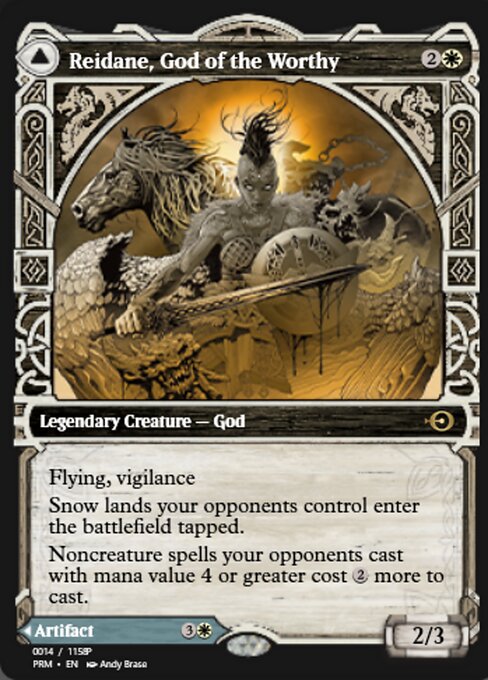 Reidane, God of the Worthy 2
Legendary Creature — God
Flying, vigilance
Snow lands your opponents control enter
the battlefield tapped.
Noncreature spells your opponents cast
with mana value 4 or greater cost 2 more to
cast.
Artifact 3
2/3
0014 / 1158P
PRM • EN Andy Brase